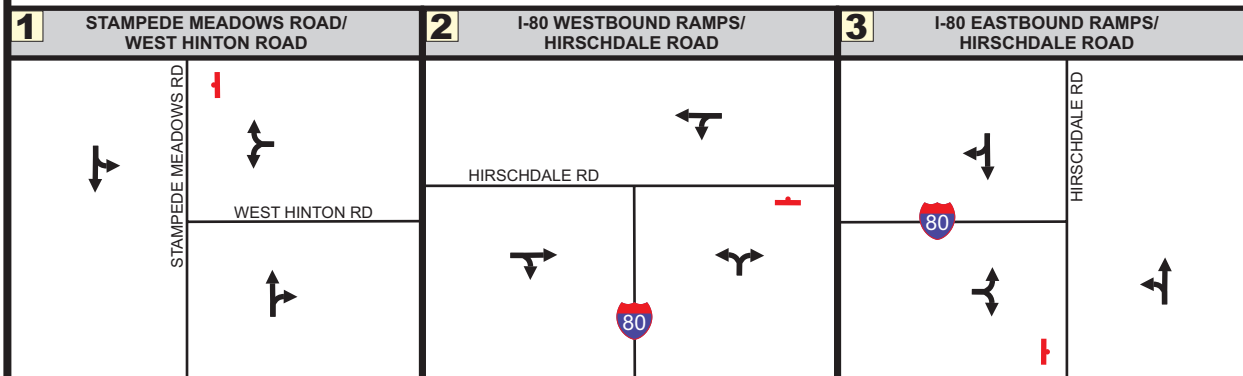 1
STAMPEDE MEADOWS ROAD/
WEST HINTON ROAD
STAMPEDE MEADOWS RD
WEST HINTON RD
2
I-80 WESTBOUND RAMPS/
HIRSCHDALE ROAD
HIRSCHDALE RD
80
3
I-80 EASTBOUND RAMPS/
HIRSCHDALE ROAD
HIRSCHDALE RD
80